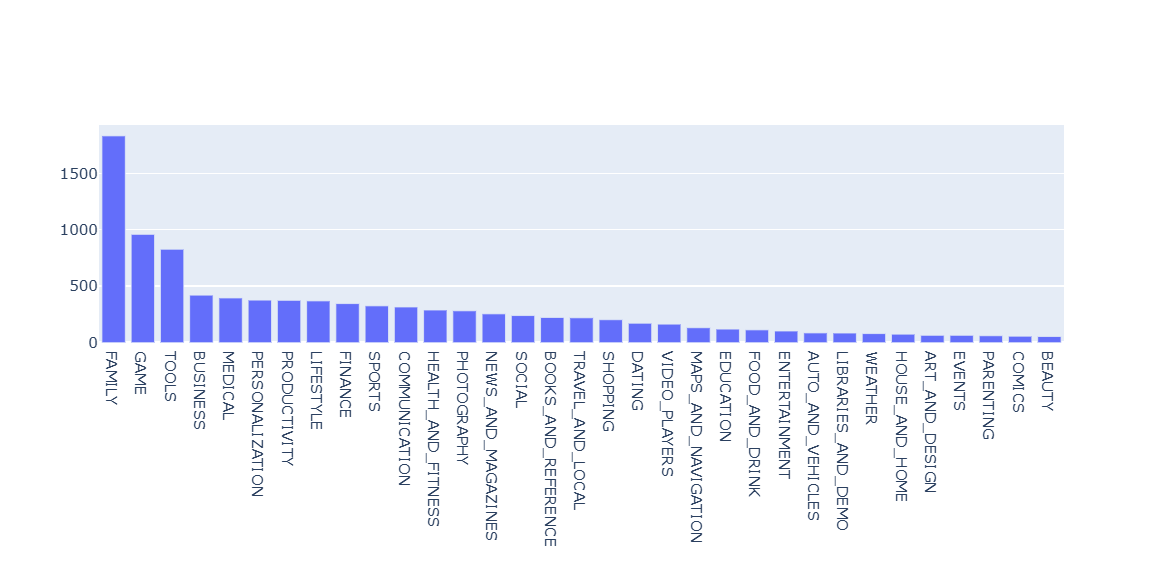 1500
1000
500
0
FAMILY
GAME
TOOLS
BUSINESS
MEDICAL
PERSONALIZATION
PRODUCTIVITY
LIFESTYLE
FINANCE
SPORTS
COMMUNICATION
HEALTH_AND_FITNESS
PHOTOGRAPHY
NEWS_AND_MAGAZINES
SOCIAL
BOOKS_AND_REFERENCE
TRAVEL_AND_LOCAL
SHOPPING
DATING
VIDEO_PLAYERS
MAPS_AND_NAVIGATION
EDUCATION
FOOD_AND_DRINK
ENTERTAINMENT
AUTO_AND_VEHICLES
LIBRARIES_AND_DEMO
WEATHER
HOUSE_AND_HOME
ART_AND_DESIGN
EVENTS
PARENTING
COMICS
BEAUTY